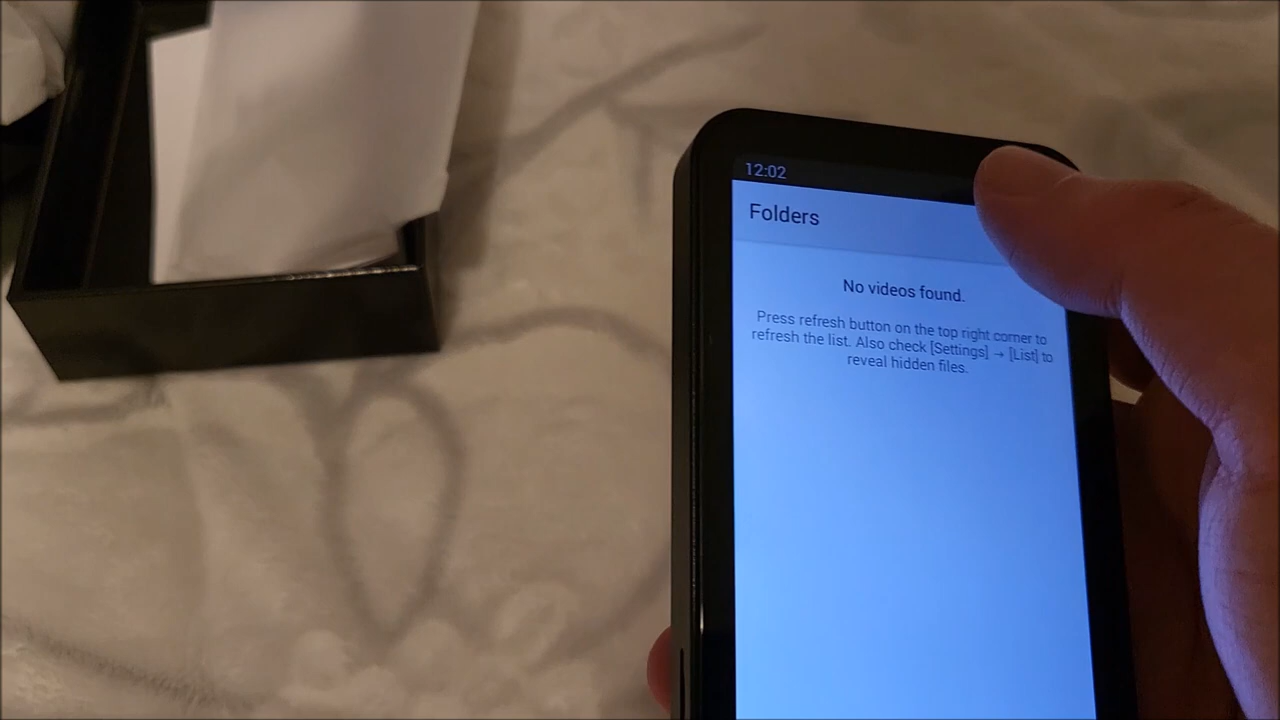 12:02
Folders
No videos found.
Press refresh button on the top right corner to
refresh the list. Also check [Settings] → [List] to
reveal hidden files.